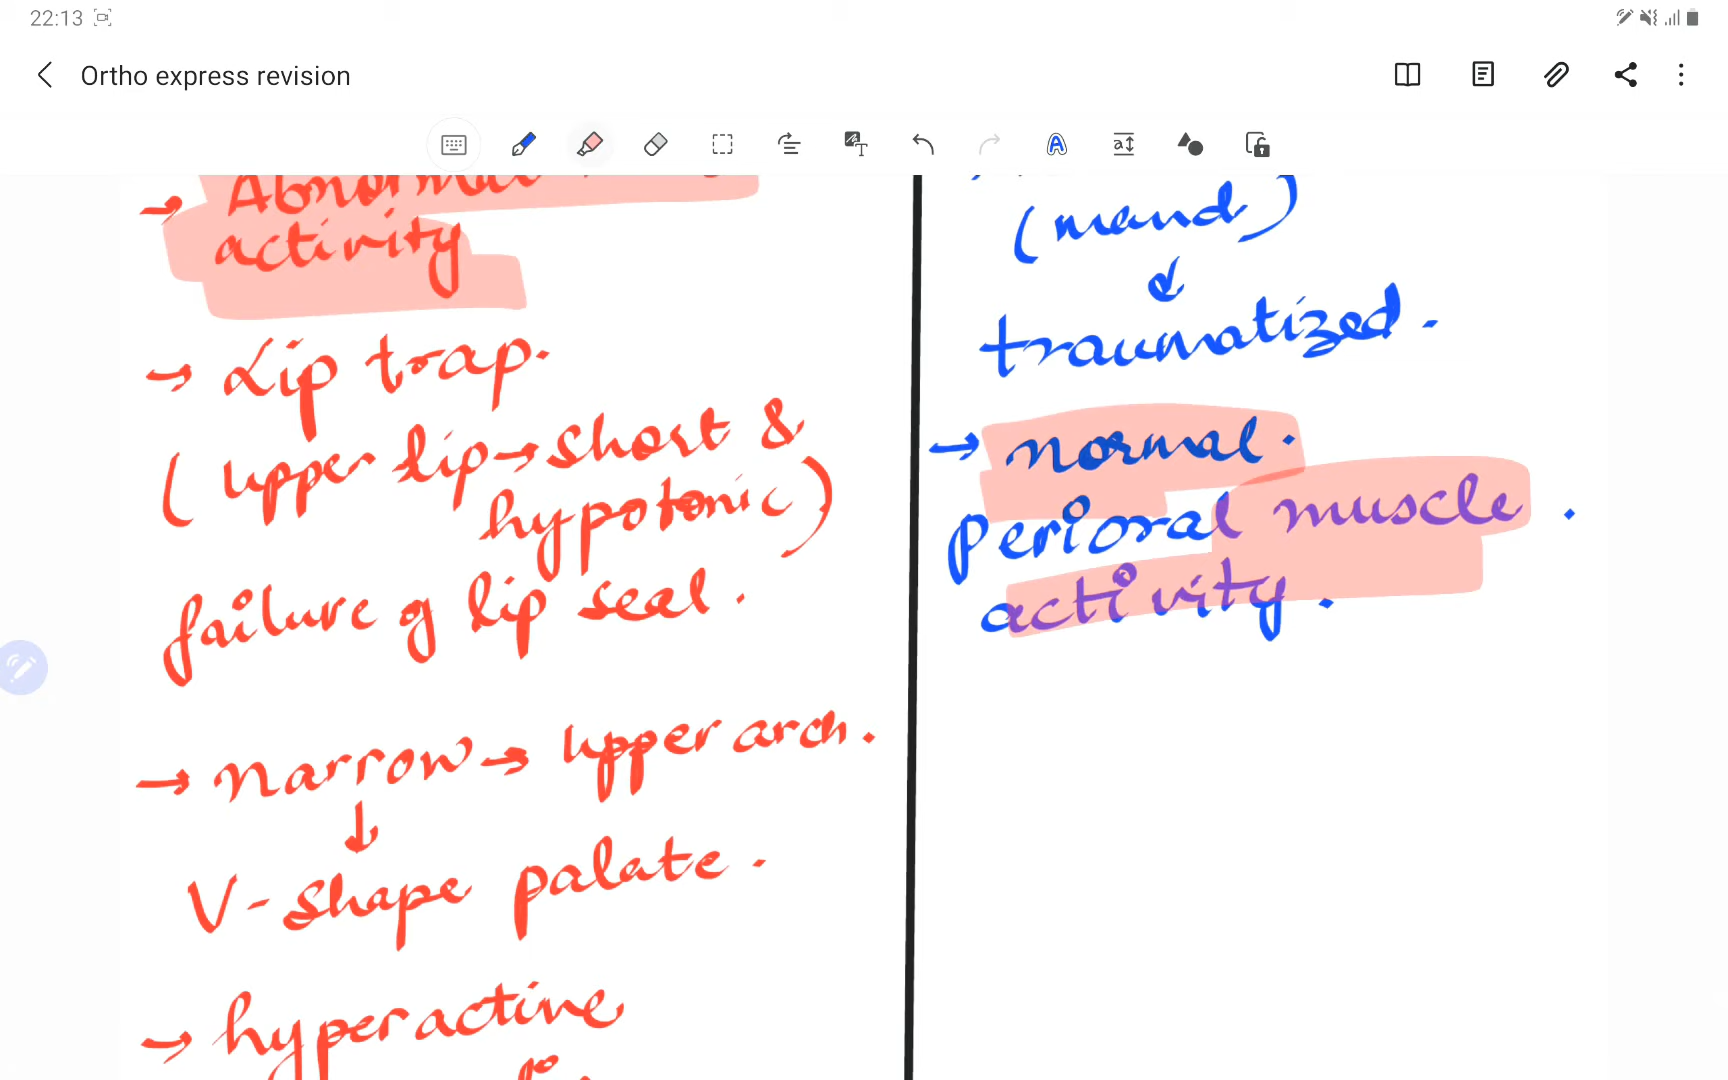 22:13
Ortho express revision
→ Abnormal
activity
→ Lip trap.
( upper lip → short &
hypotonic )
failure of lip seal.
→ narrow → upper arch.
↓
V-shape palate.
→ hyperactive
(mand)
↓
traumatized.
→ normal.
perioral muscle.
activity.